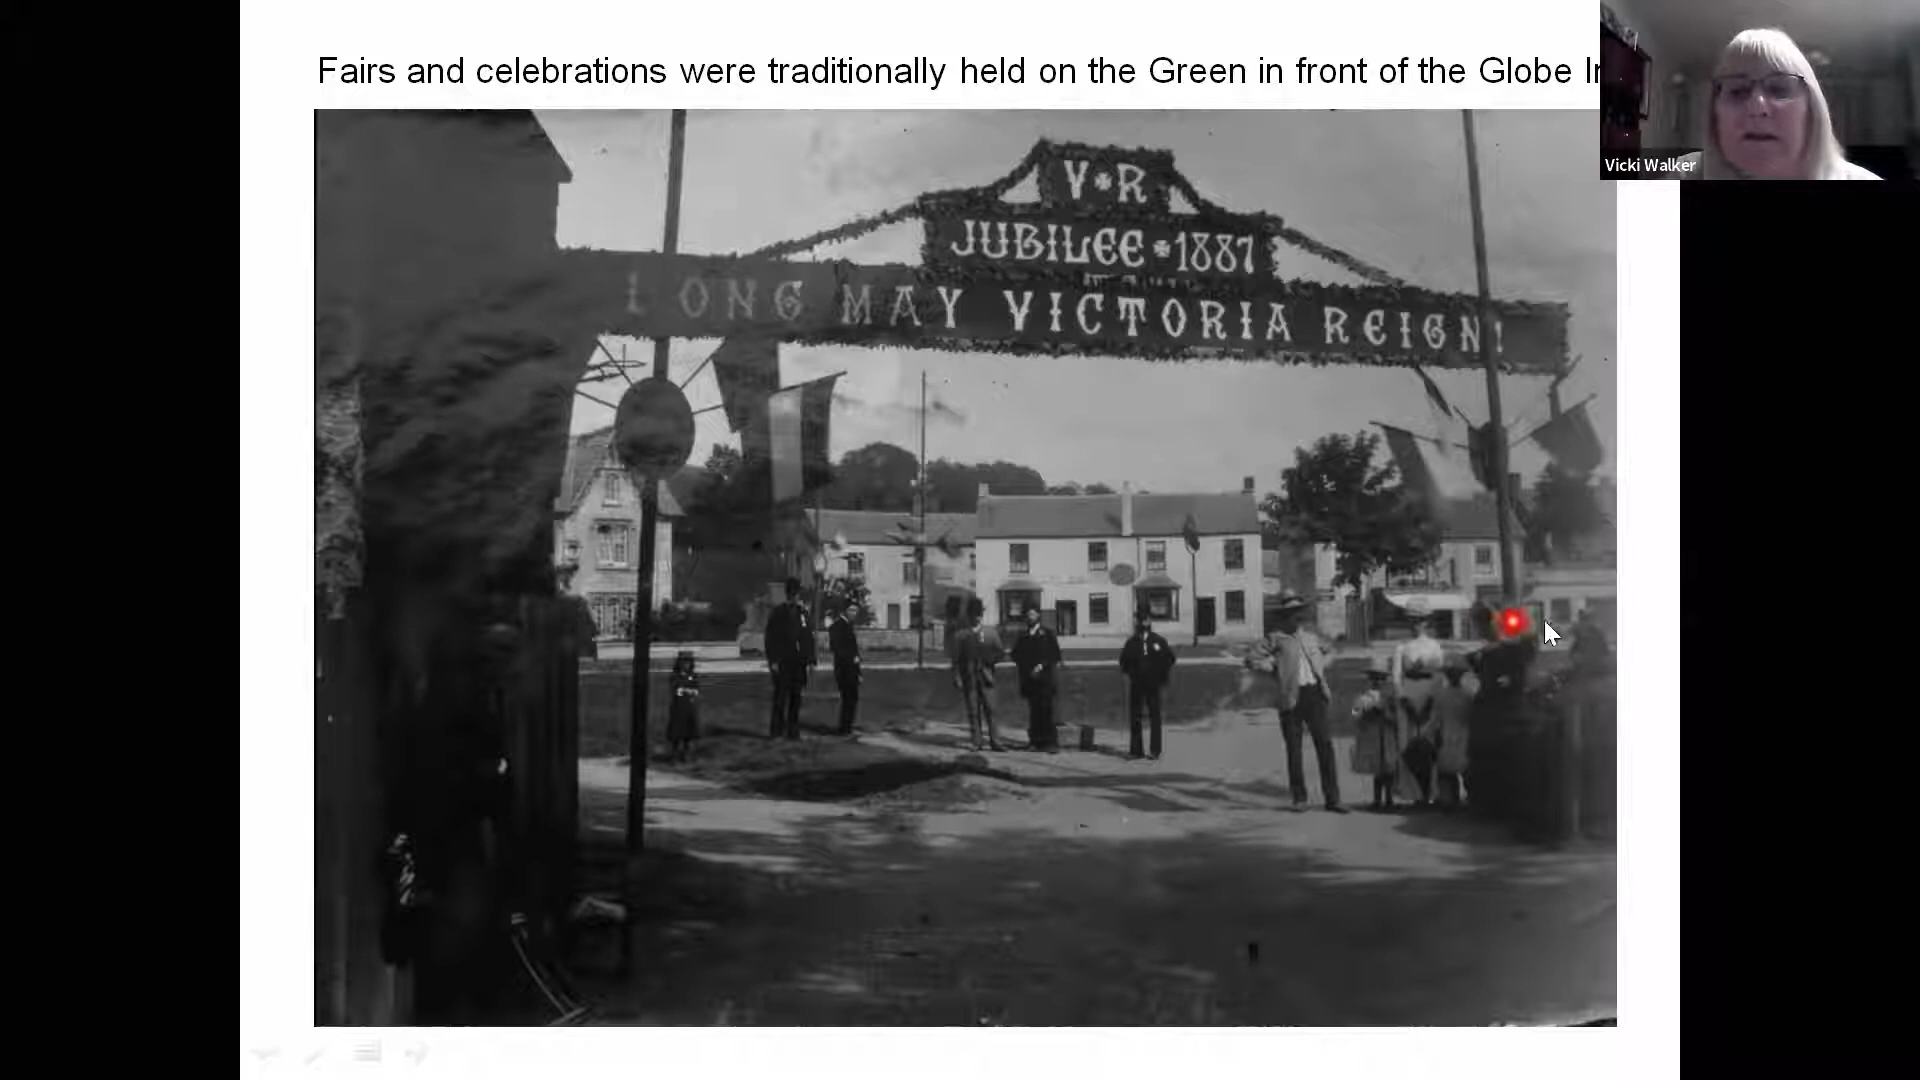 Fairs and celebrations were traditionally held on the Green in front of the Globe
Vicki Walker
V•R
JUBILEE•1887
LONG MAY VICTORIA REIGN!